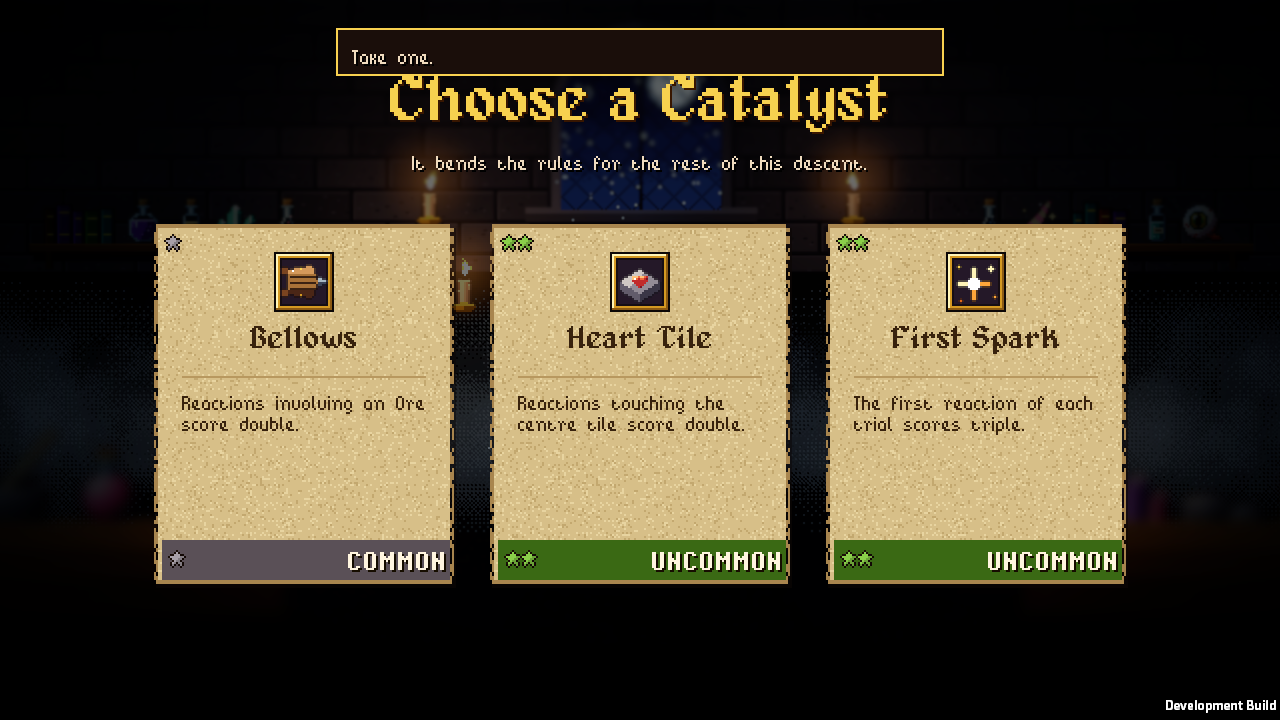 Take one.
Choose a Catalyst
It bends the rules for the rest of this descent.
Bellows
Reactions involving an Ore
score double.
COMMON
Heart Tile
Reactions touching the
centre tile score double.
UNCOMMON
First Spark
The first reaction of each
trial scores triple.
UNCOMMON
Development Build